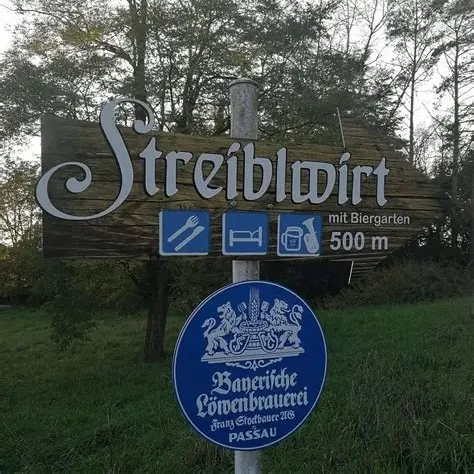 Streiblwirt
mit Biergarten
500 m
Bayerische
Löwenbrauerei
Franz Stockbauer AG
PASSAU